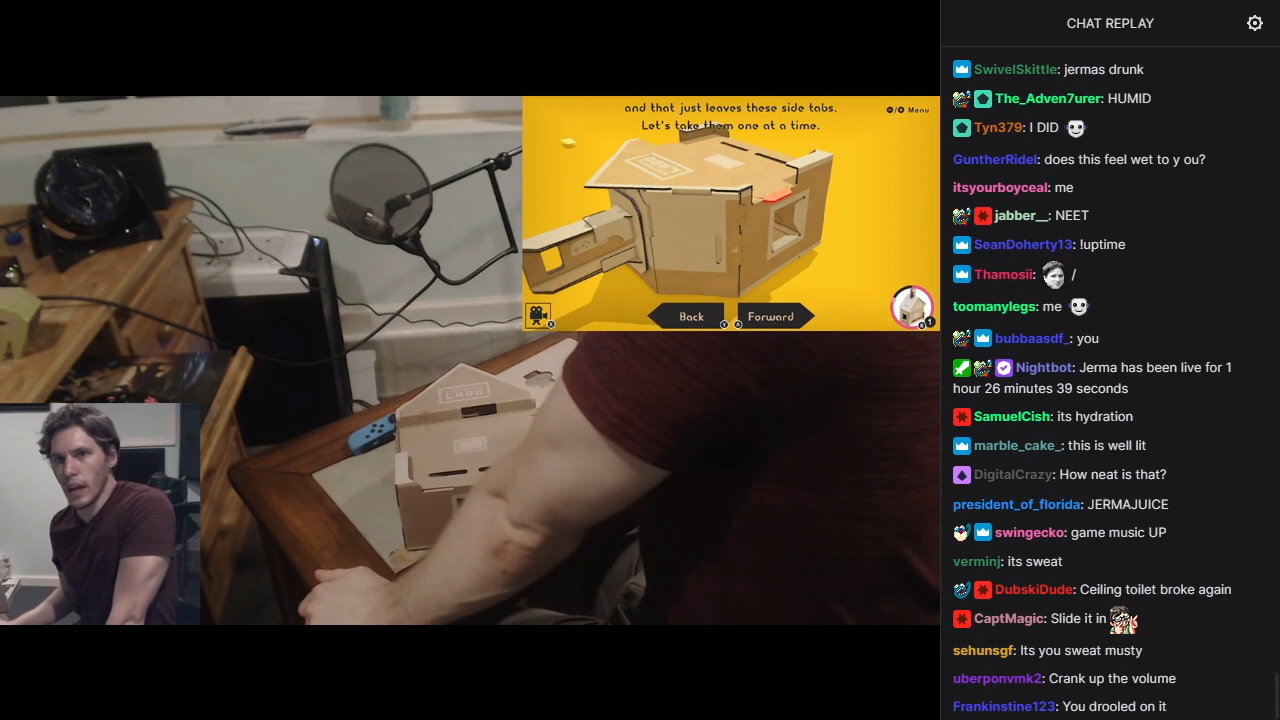 and that just leaves these side tabs.
Let's take them one at a time.
Menu
LABO
Back
Forward
X
Y
A
B
1
LABO
CHAT REPLAY
SwivelSkittle: jermas drunk
The_Adven7urer: HUMID
Tyn379: I DID
GuntherRidel: does this feel wet to y ou?
itsyourboyceal: me
jabber__: NEET
SeanDoherty13: !uptime
Thamosii: /
toomanylegs: me
bubbaasdf_: you
Nightbot: Jerma has been live for 1
hour 26 minutes 39 seconds
SamuelCish: its hydration
marble_cake_: this is well lit
DigitalCrazy: How neat is that?
president_of_florida: JERMAJUICE
swingecko: game music UP
verminj: its sweat
DubskiDude: Ceiling toilet broke again
CaptMagic: Slide it in
sehunsgf: Its you sweat musty
uberponvmk2: Crank up the volume
Frankinstine123: You drooled on it